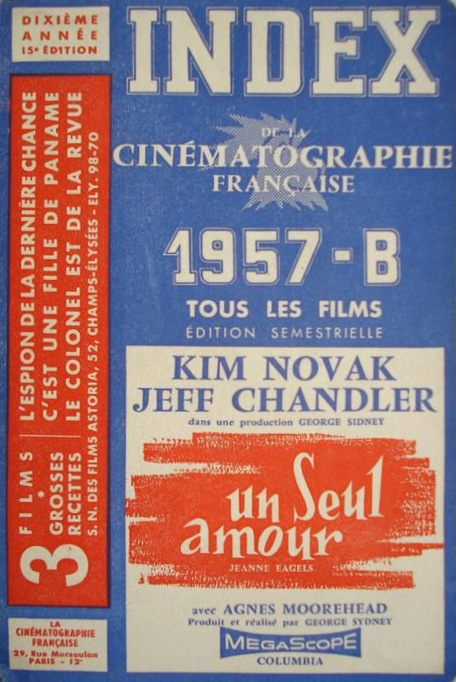 DIXIÈME
ANNÉE
15e ÉDITION
INDEX
DE LA
CINÉMATOGRAPHIE
FRANÇAISE
1957-B
TOUS LES FILMS
ÉDITION SEMESTRIELLE
3 FILMS
GROSSES
RECETTES
L'ESPION DE LA DERNIÈRE CHANCE
C'EST UNE FILLE DE PANAME
LE COLONEL EST DE LA REVUE
S. N. DES FILMS ASTORIA, 52, CHAMPS-ÉLYSÉES - ELY. 98-70
KIM NOVAK
JEFF CHANDLER
dans une production GEORGE SIDNEY
un Seul
amour
JEANNE EAGELS
avec AGNES MOOREHEAD
Produit et réalisé par GEORGE SYDNEY
MEGASCOPE
COLUMBIA
LA
CINÉMATOGRAPHIE
FRANÇAISE
29, Rue Marsoulan
PARIS - 12e